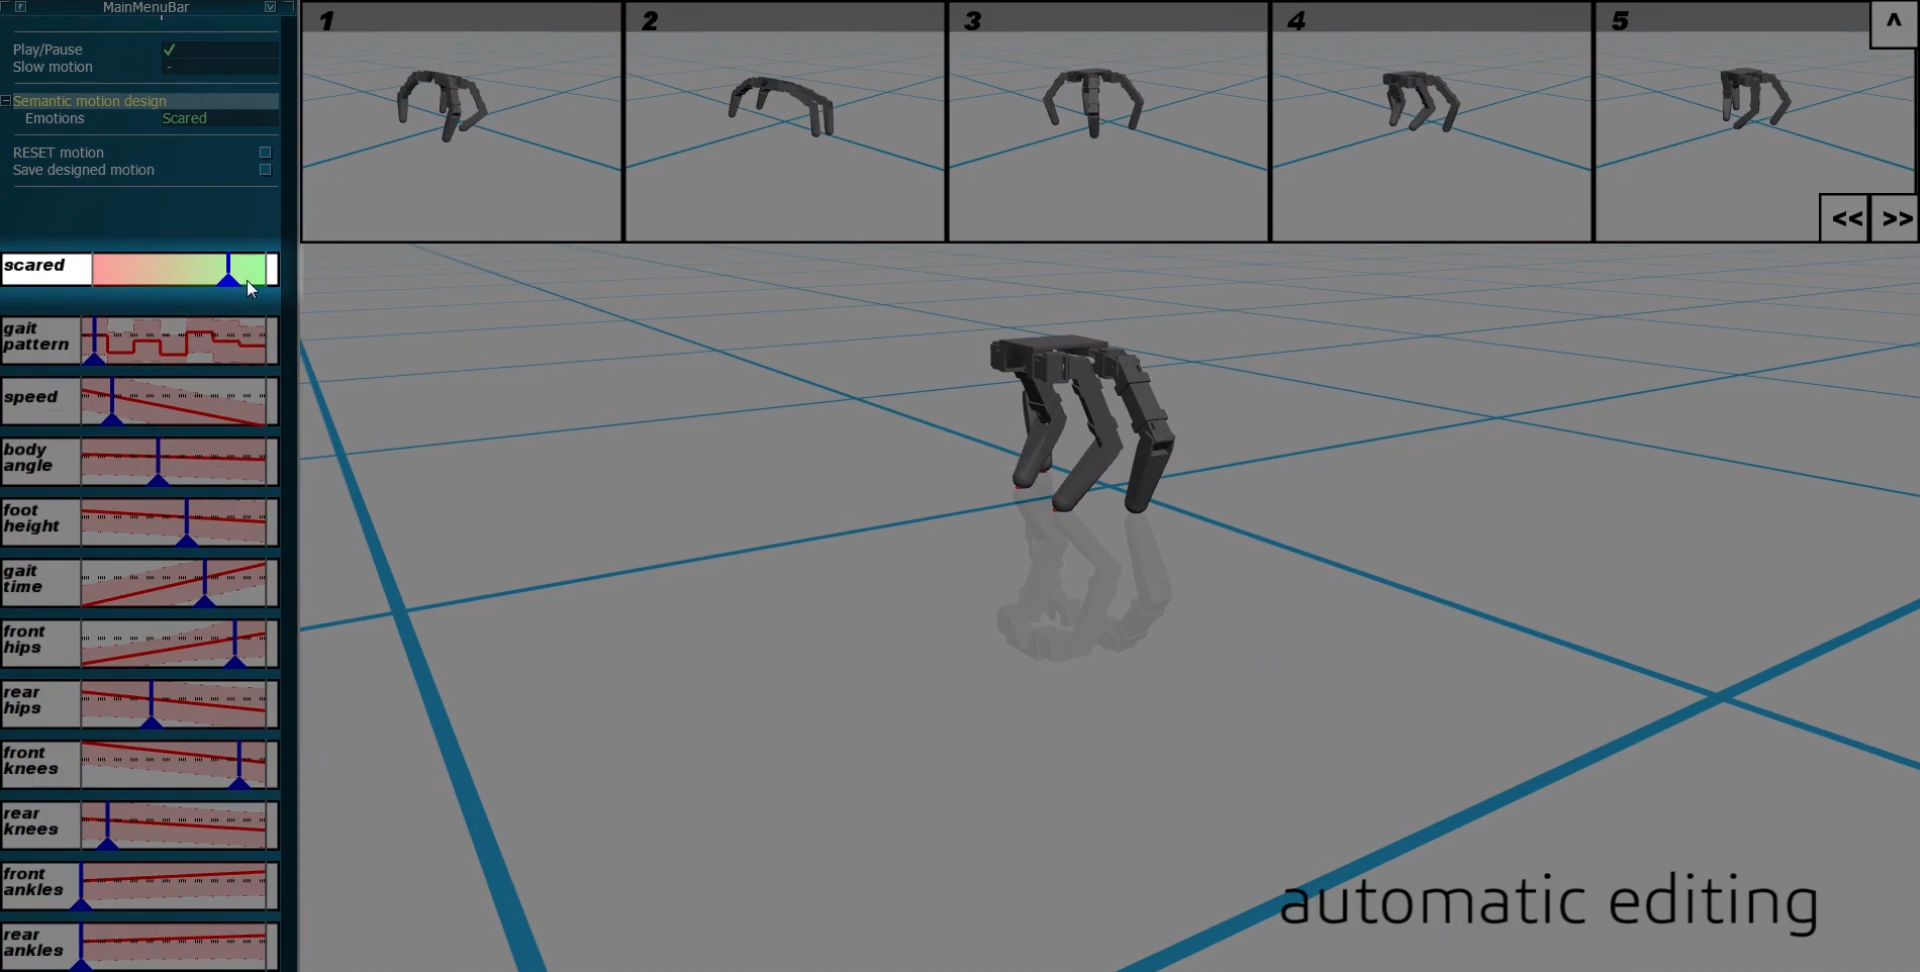 MainMenuBar
Play/Pause
Slow motion
-
Semantic motion design
Emotions Scared
RESET motion
Save designed motion
scared
gait
pattern
speed
body
angle
foot
height
gait
time
front
hips
rear
hips
front
knees
rear
knees
front
ankles
rear
ankles
1 2 3 4 5
^
<< >>
automatic editing